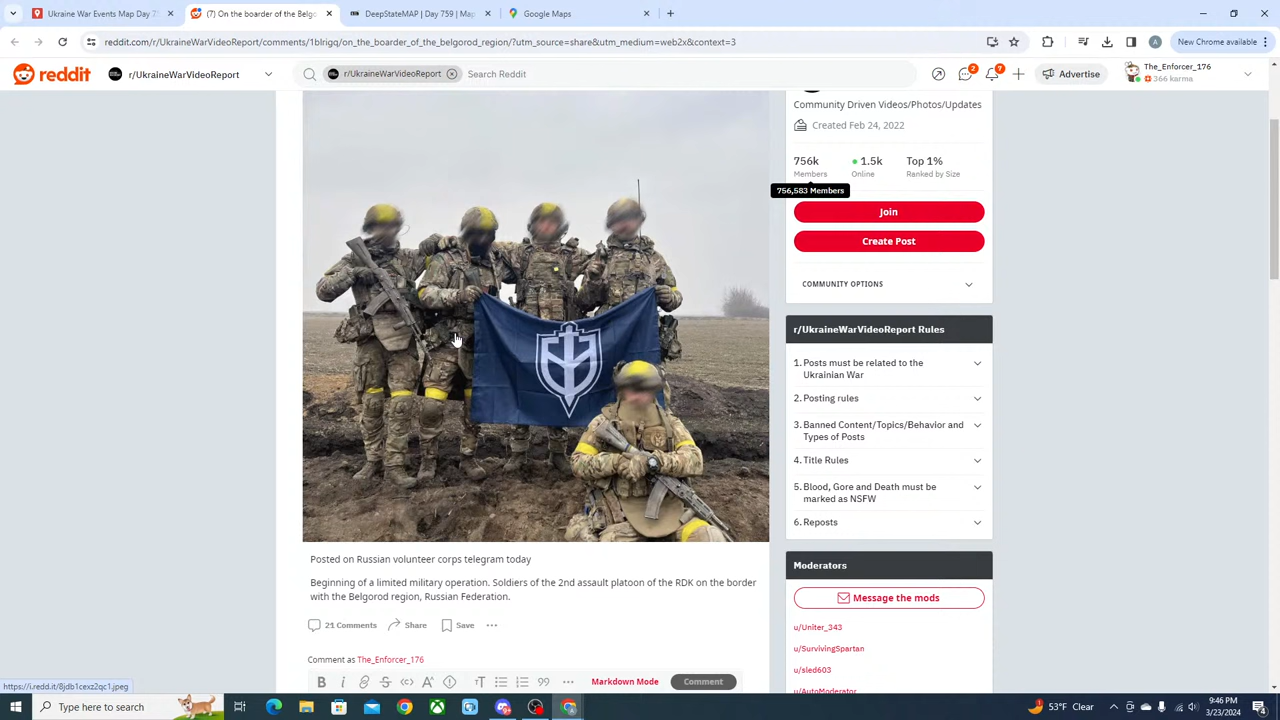 Ukraine War Events Map | Day 75
(7) On the boarder of the Belgo
DeepStateMAP | Day 759 | Map
Google Maps
reddit.com/r/UkraineWarVideoReport/comments/1blriqq/on_the_boarder_of_the_belgorod_region/?utm_source=share&utm_medium=web2x&context=3
New Chrome available
reddit
r/UkraineWarVideoReport
r/UkraineWarVideoReport
Search Reddit
2
7
Advertise
The_Enforcer_176
366 karma
Community Driven Videos/Photos/Updates
Created Feb 24, 2022
756k
1.5k
Top 1%
Members
Online
Ranked by Size
756,583 Members
Join
Create Post
COMMUNITY OPTIONS
r/UkraineWarVideoReport Rules
1. Posts must be related to the
Ukrainian War
2. Posting rules
3. Banned Content/Topics/Behavior and
Types of Posts
4. Title Rules
5. Blood, Gore and Death must be
marked as NSFW
6. Reposts
Posted on Russian volunteer corps telegram today
Beginning of a limited military operation. Soldiers of the 2nd assault platoon of the RDK on the border
with the Belgorod region, Russian Federation.
21 Comments
Share
Save
Comment as The_Enforcer_176
Markdown Mode
Comment
Moderators
Message the mods
u/Uniter_343
u/SurvivingSpartan
u/sled603
u/AutoModerator
https://i.redd.it/8jdb1cexz2qc1.jpeg
Type here to search
53°F Clear
9:46 PM
3/23/2024